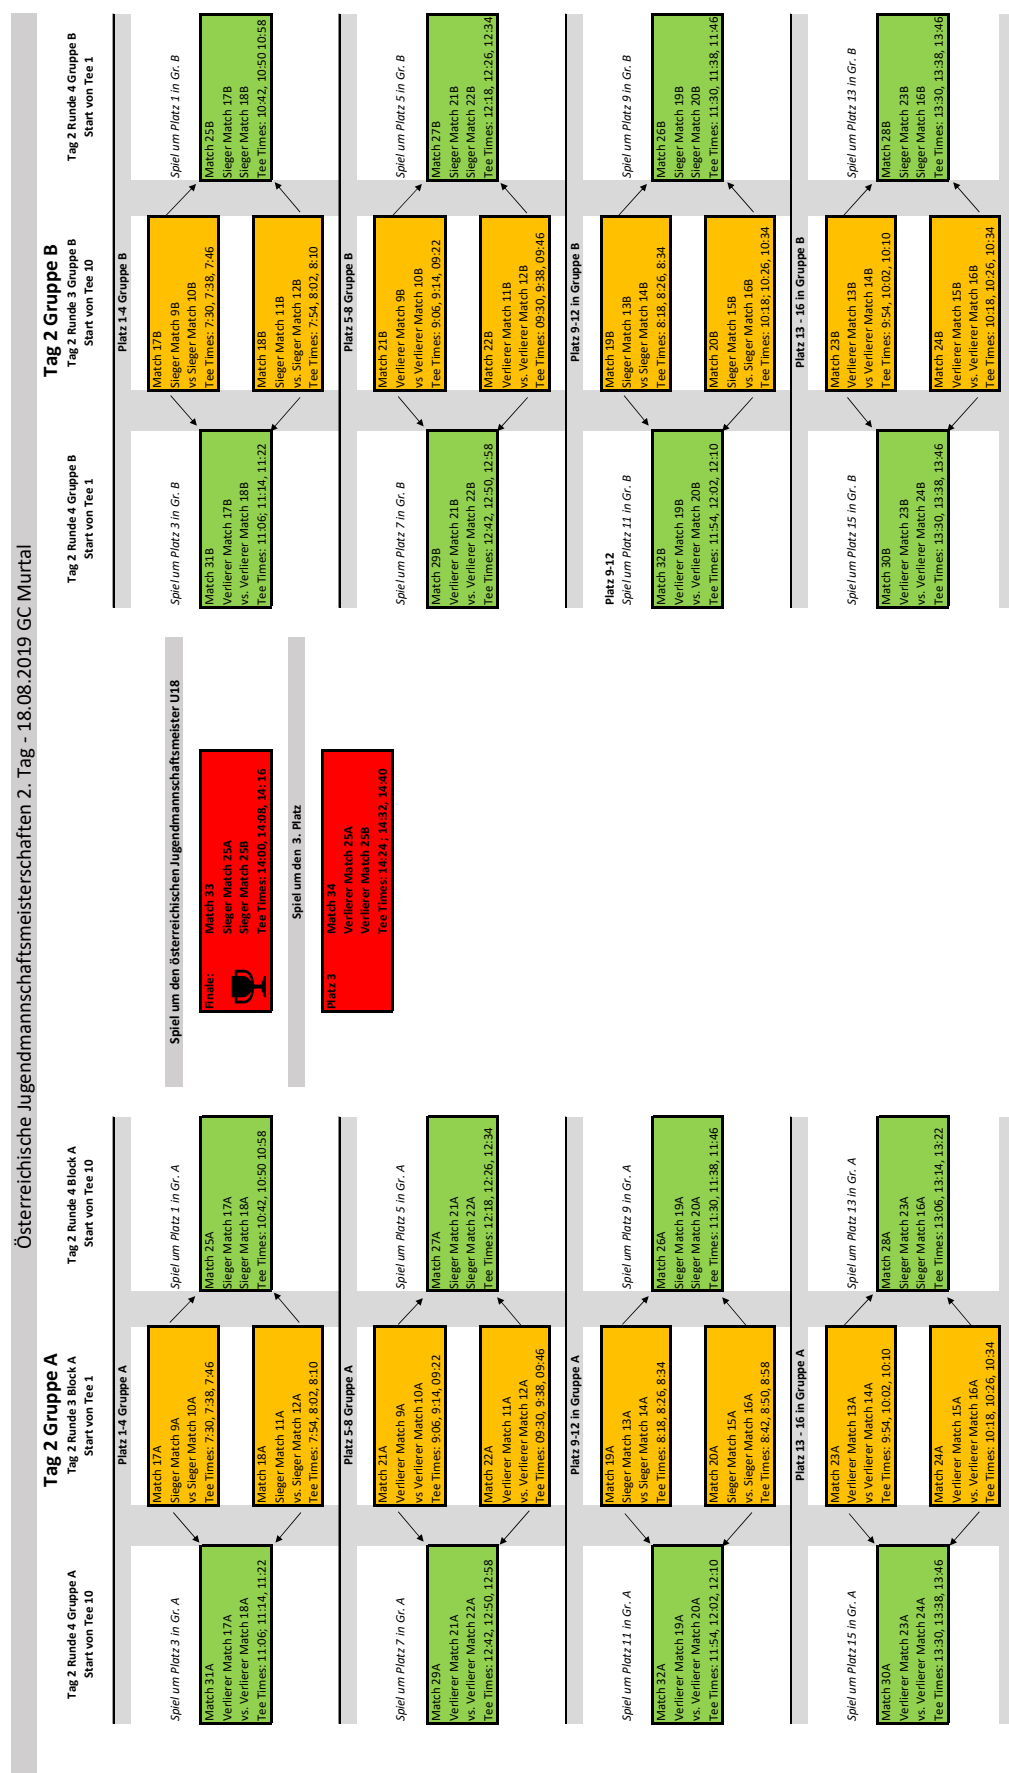 Österreichische Jugendmannschaftsmeisterschaften 2. Tag - 18.08.2019 GC Murtal
Tag 2 Gruppe A
Tag 2 Runde 4 Gruppe A
Start von Tee 10
Tag 2 Runde 3 Block A
Start von Tee 1
Tag 2 Runde 4 Block A
Start von Tee 10
Platz 1-4 Gruppe A
Spiel um Platz 3 in Gr. A
Match 31A
Verlierer Match 17A
vs. Verlierer Match 18A
Tee Times: 11:06; 11:14, 11:22
Match 17A
Sieger Match 9A
vs Sieger Match 10A
Tee Times: 7:30, 7:38, 7:46
Match 18A
Sieger Match 11A
vs. Sieger Match 12A
Tee Times: 7:54, 8:02, 8:10
Spiel um Platz 1 in Gr. A
Match 25A
Sieger Match 17A
Sieger Match 18A
Tee Times: 10:42, 10:50 10:58
Platz 5-8 Gruppe A
Spiel um Platz 7 in Gr. A
Match 29A
Verlierer Match 21A
vs. Verlierer Match 22A
Tee Times: 12:42, 12:50, 12:58
Match 21A
Verlierer Match 9A
vs Verlierer Match 10A
Tee Times: 9:06, 9:14, 09:22
Match 22A
Verlierer Match 11A
vs. Verlierer Match 12A
Tee Times: 09:30, 9:38, 09:46
Spiel um Platz 5 in Gr. A
Match 27A
Sieger Match 21A
Sieger Match 22A
Tee Times: 12:18, 12:26, 12:34
Platz 9-12 in Gruppe A
Spiel um Platz 11 in Gr. A
Match 32A
Verlierer Match 19A
vs. Verlierer Match 20A
Tee Times: 11:54, 12:02, 12:10
Match 19A
Sieger Match 13A
vs Sieger Match 14A
Tee Times: 8:18, 8:26, 8:34
Match 20A
Sieger Match 15A
vs. Sieger Match 16A
Tee Times: 8:42, 8:50, 8:58
Spiel um Platz 9 in Gr. A
Match 26A
Sieger Match 19A
Sieger Match 20A
Tee Times: 11:30, 11:38, 11:46
Platz 13 - 16 in Gruppe A
Spiel um Platz 15 in Gr. A
Match 30A
Verlierer 23A
vs. Verlierer Match 24A
Tee Times: 13:30, 13:38, 13:46
Match 23A
Verlierer Match 13A
vs Verlierer Match 14A
Tee Times: 9:54, 10:02, 10:10
Match 24A
Verlierer Match 15A
vs. Verlierer Match 16A
Tee Times: 10:18, 10:26, 10:34
Spiel um Platz 13 in Gr. A
Match 28A
Sieger Match 23A
Sieger Match 16A
Tee Times: 13:06, 13:14, 13:22
Spiel um den österreichischen Jugendmannschaftsmeister U18
Finale: Match 33
Sieger Match 25A
Sieger Match 25B
Tee Times: 14:00, 14:08, 14:16
Spiel um den 3. Platz
Platz 3 Match 34
Verlierer Match 25A
Verlierer Match 25B
Tee Times: 14:24 ; 14:32, 14:40
Tag 2 Gruppe B
Tag 2 Runde 4 Gruppe B
Start von Tee 1
Tag 2 Runde 3 Gruppe B
Start von Tee 10
Tag 2 Runde 4 Gruppe B
Start von Tee 1
Platz 1-4 Gruppe B
Spiel um Platz 3 in Gr. B
Match 31B
Verlierer Match 17B
vs. Verlierer Match 18B
Tee Times: 11:06; 11:14, 11:22
Match 17B
Sieger Match 9B
vs Sieger Match 10B
Tee Times: 7:30, 7:38, 7:46
Match 18B
Sieger Match 11B
vs. Sieger Match 12B
Tee Times: 7:54, 8:02, 8:10
Spiel um Platz 1 in Gr. B
Match 25B
Sieger Match 17B
Sieger Match 18B
Tee Times: 10:42, 10:50 10:58
Platz 5-8 Gruppe B
Spiel um Platz 7 in Gr. B
Match 29B
Verlierer Match 21B
vs. Verlierer Match 22B
Tee Times: 12:42, 12:50, 12:58
Match 21B
Verlierer Match 9B
vs Verlierer Match 10B
Tee Times: 9:06, 9:14, 09:22
Match 22B
Verlierer Match 11B
vs. Verlierer Match 12B
Tee Times: 09:30, 9:38, 09:46
Spiel um Platz 5 in Gr. B
Match 27B
Sieger Match 21B
Sieger Match 22B
Tee Times: 12:18, 12:26, 12:34
Platz 9-12 in Gruppe B
Platz 9-12
Spiel um Platz 11 in Gr. B
Match 32B
Verlierer Match 19B
vs. Verlierer Match 20B
Tee Times: 11:54, 12:02, 12:10
Match 19B
Sieger Match 13B
vs Sieger Match 14B
Tee Times: 8:18, 8:26, 8:34
Match 20B
Sieger Match 15B
vs. Sieger Match 16B
Tee Times: 10:18; 10:26, 10:34
Spiel um Platz 9 in Gr. B
Match 26B
Sieger Match 19B
Sieger Match 20B
Tee Times: 11:30, 11:38, 11:46
Platz 13 - 16 in Gruppe B
Spiel um Platz 15 in Gr. B
Match 30B
Verlierer 23B
vs. Verlierer Match 24B
Tee Times: 13:30, 13:38, 13:46
Match 23B
Verlierer Match 13B
vs Verlierer Match 14B
Tee Times: 9:54, 10:02, 10:10
Match 24B
Verlierer Match 15B
vs. Verlierer Match 16B
Tee Times: 10:18, 10:26, 10:34
Spiel um Platz 13 in Gr. B
Match 28B
Sieger Match 23B
Sieger Match 16B
Tee Times: 13:30, 13:38, 13:46